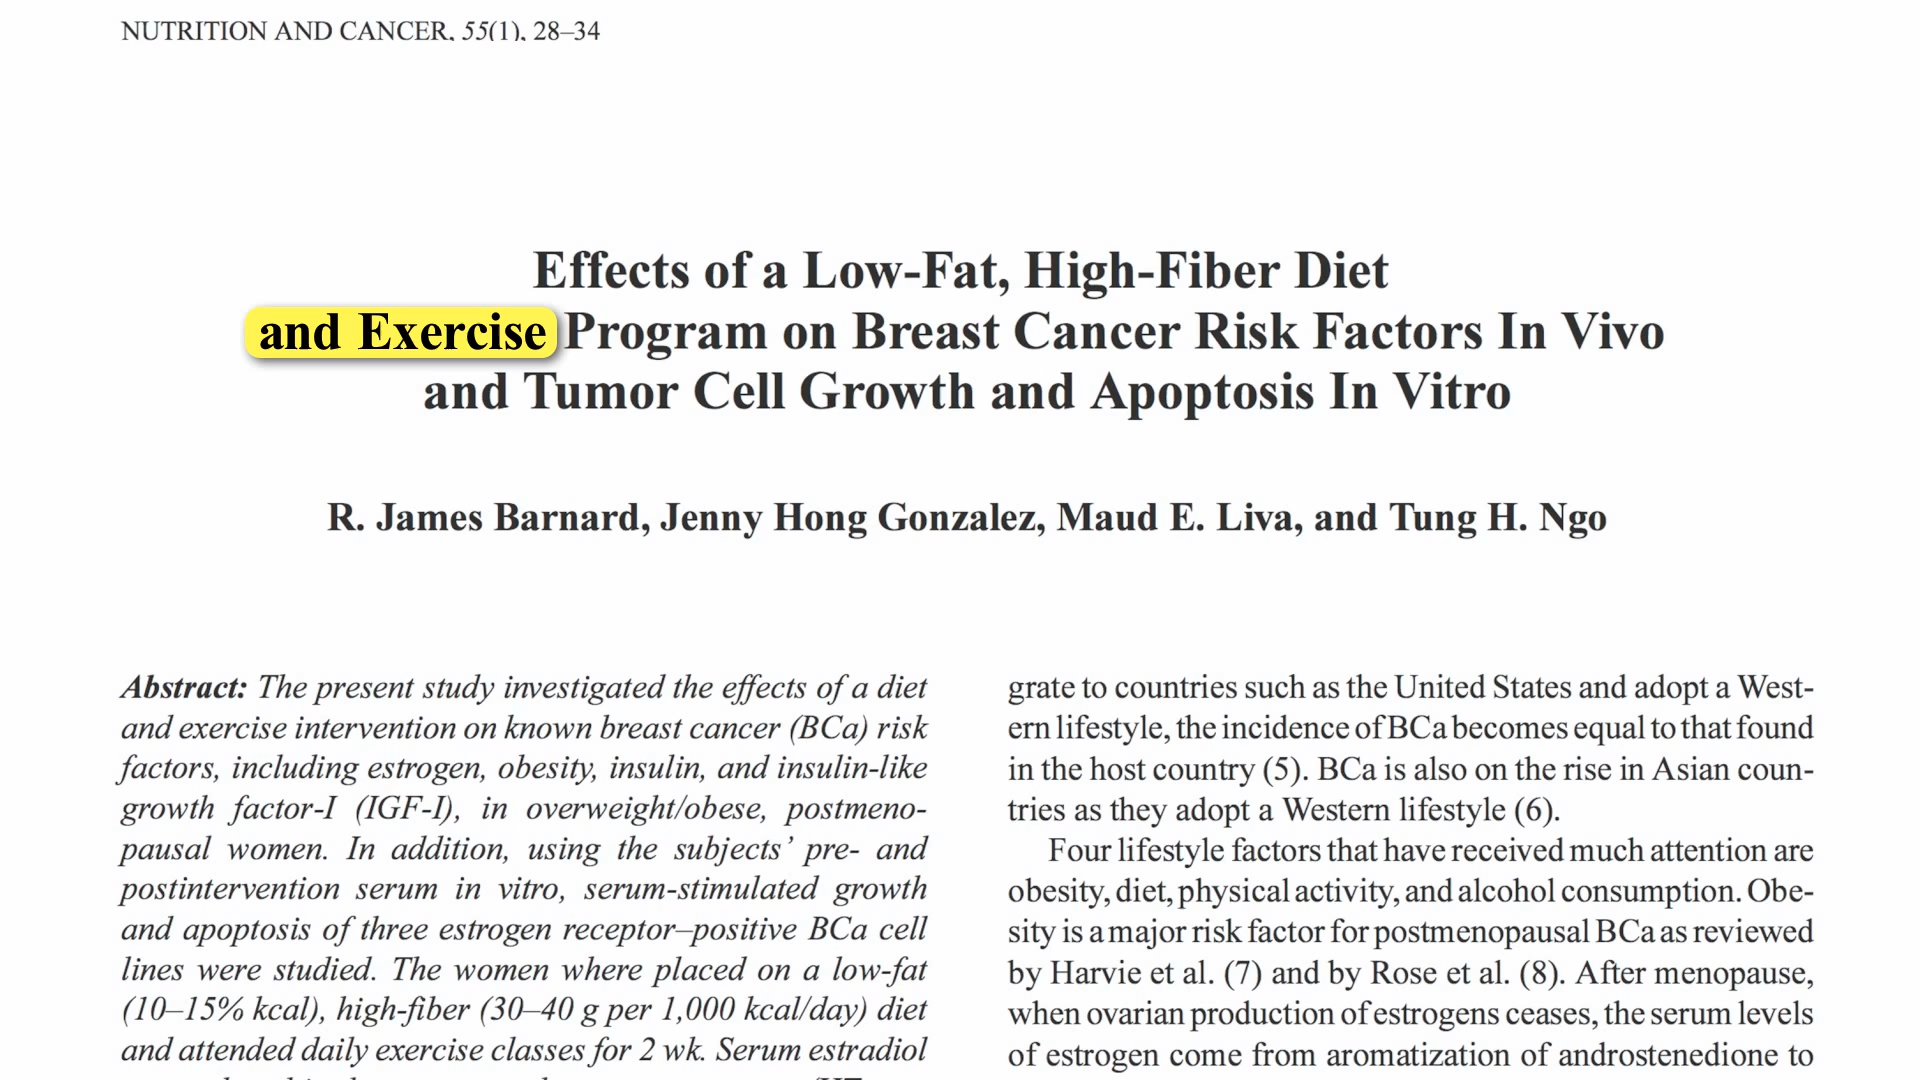 NUTRITION AND CANCER, 55(1), 28–34
Effects of a Low-Fat, High-Fiber Diet
and Exercise Program on Breast Cancer Risk Factors In Vivo
and Tumor Cell Growth and Apoptosis In Vitro
R. James Barnard, Jenny Hong Gonzalez, Maud E. Liva, and Tung H. Ngo
Abstract: The present study investigated the effects of a diet
and exercise intervention on known breast cancer (BCa) risk
factors, including estrogen, obesity, insulin, and insulin-like
growth factor-I (IGF-I), in overweight/obese, postmeno-
pausal women. In addition, using the subjects’ pre- and
postintervention serum in vitro, serum-stimulated growth
and apoptosis of three estrogen receptor–positive BCa cell
lines were studied. The women where placed on a low-fat
(10–15% kcal), high-fiber (30–40 g per 1,000 kcal/day) diet
and attended daily exercise classes for 2 wk. Serum estradiol
grate to countries such as the United States and adopt a West-
ern lifestyle, the incidence of BCa becomes equal to that found
in the host country (5). BCa is also on the rise in Asian coun-
tries as they adopt a Western lifestyle (6).
Four lifestyle factors that have received much attention are
obesity, diet, physical activity, and alcohol consumption. Obe-
sity is a major risk factor for postmenopausal BCa as reviewed
by Harvie et al. (7) and by Rose et al. (8). After menopause,
when ovarian production of estrogens ceases, the serum levels
of estrogen come from aromatization of androstenedione to